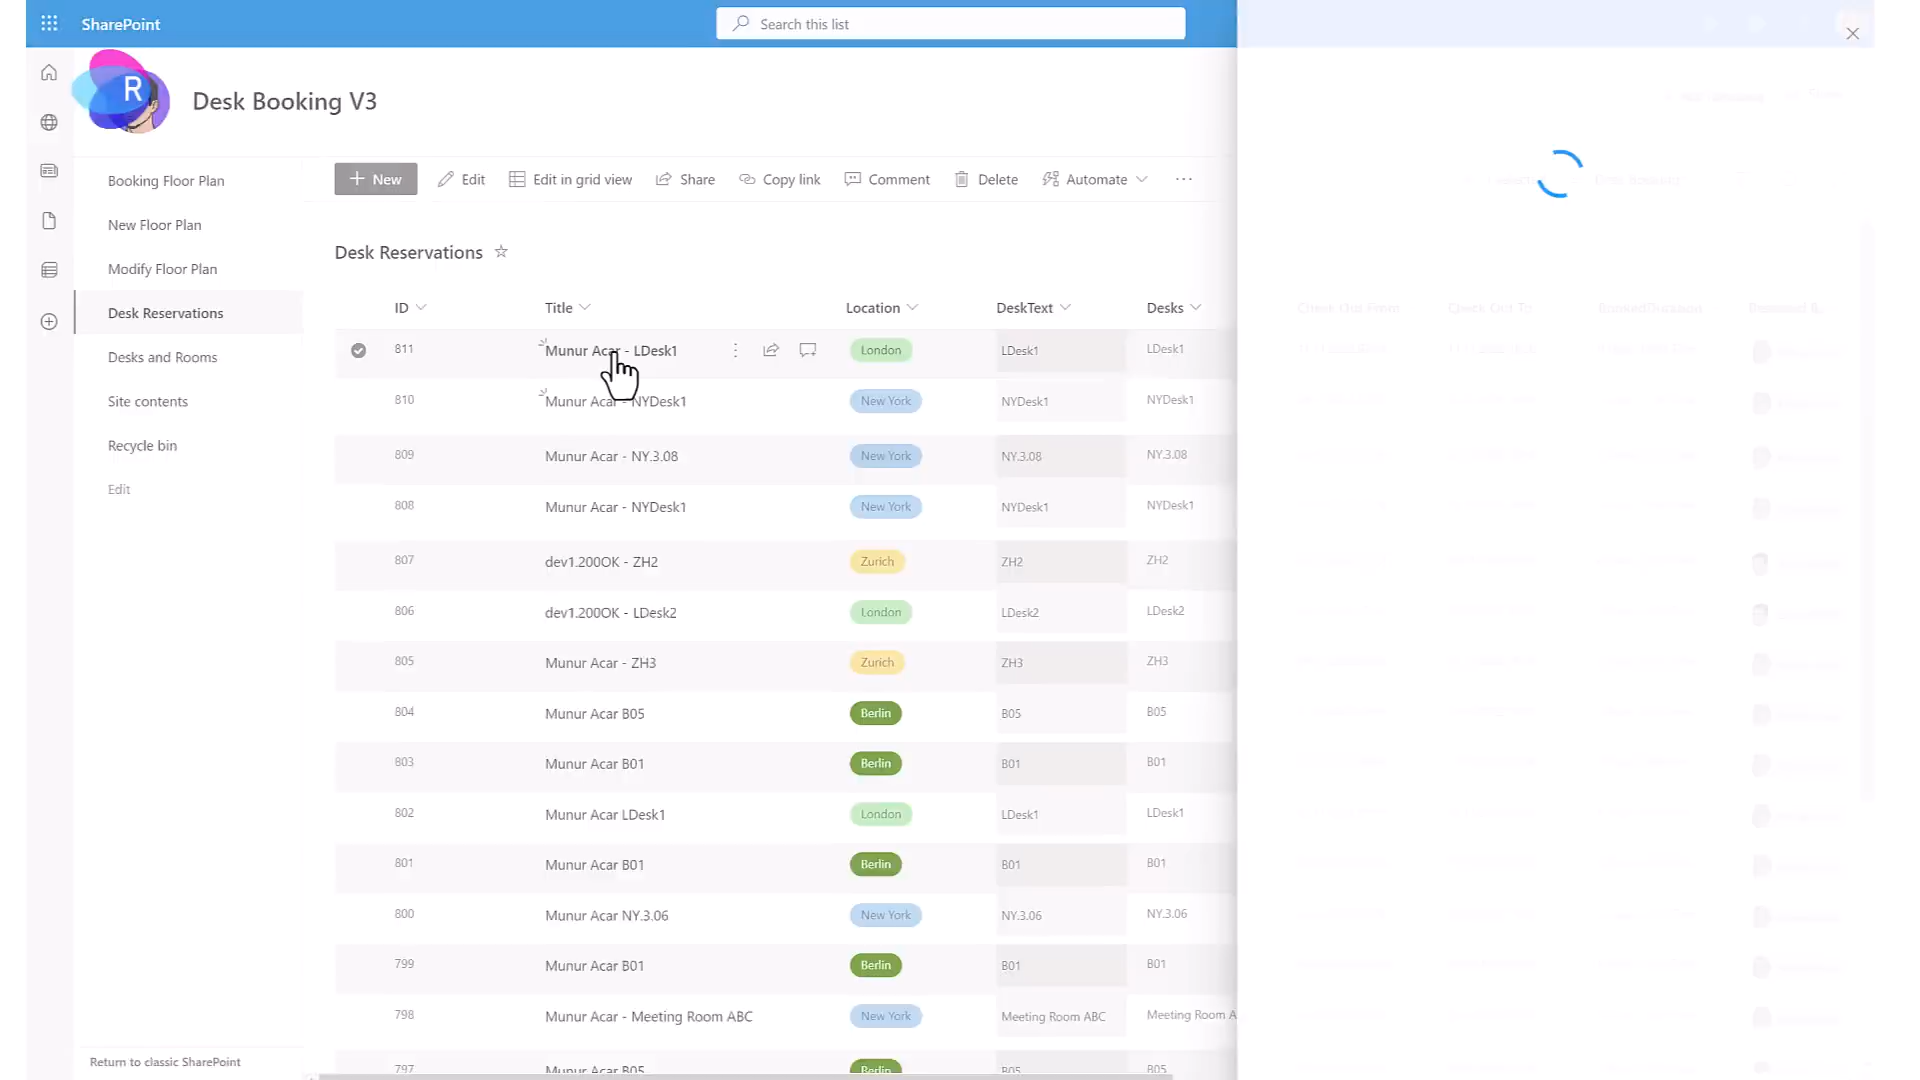 SharePoint
Search this list
R
Desk Booking V3
Booking Floor Plan
New Floor Plan
Modify Floor Plan
Desk Reservations
Desks and Rooms
Site contents
Recycle bin
Edit
Return to classic SharePoint
New Edit Edit in grid view Share Copy link Comment Delete Automate
Desk Reservations
ID Title Location DeskText Desks Check Out From Check Out To BookedDuration
811 Munur Acar - LDesk1 London LDesk1 LDesk1
810 Munur Acar - NYDesk1 New York NYDesk1 NYDesk1
809 Munur Acar - NY.3.08 New York NY.3.08 NY.3.08
808 Munur Acar - NYDesk1 New York NYDesk1 NYDesk1
807 dev1.200OK - ZH2 Zurich ZH2 ZH2
806 dev1.200OK - LDesk2 London LDesk2 LDesk2
805 Munur Acar - ZH3 Zurich ZH3 ZH3
804 Munur Acar B05 Berlin B05 B05
803 Munur Acar B01 Berlin B01 B01
802 Munur Acar LDesk1 London LDesk1 LDesk1
801 Munur Acar B01 Berlin B01 B01
800 Munur Acar NY.3.06 New York NY.3.06 NY.3.06
799 Munur Acar B01 Berlin B01 B01
798 Munur Acar - Meeting Room ABC New York Meeting Room ABC Meeting Room A
797 Munur Acar B05 Berlin B05 B05